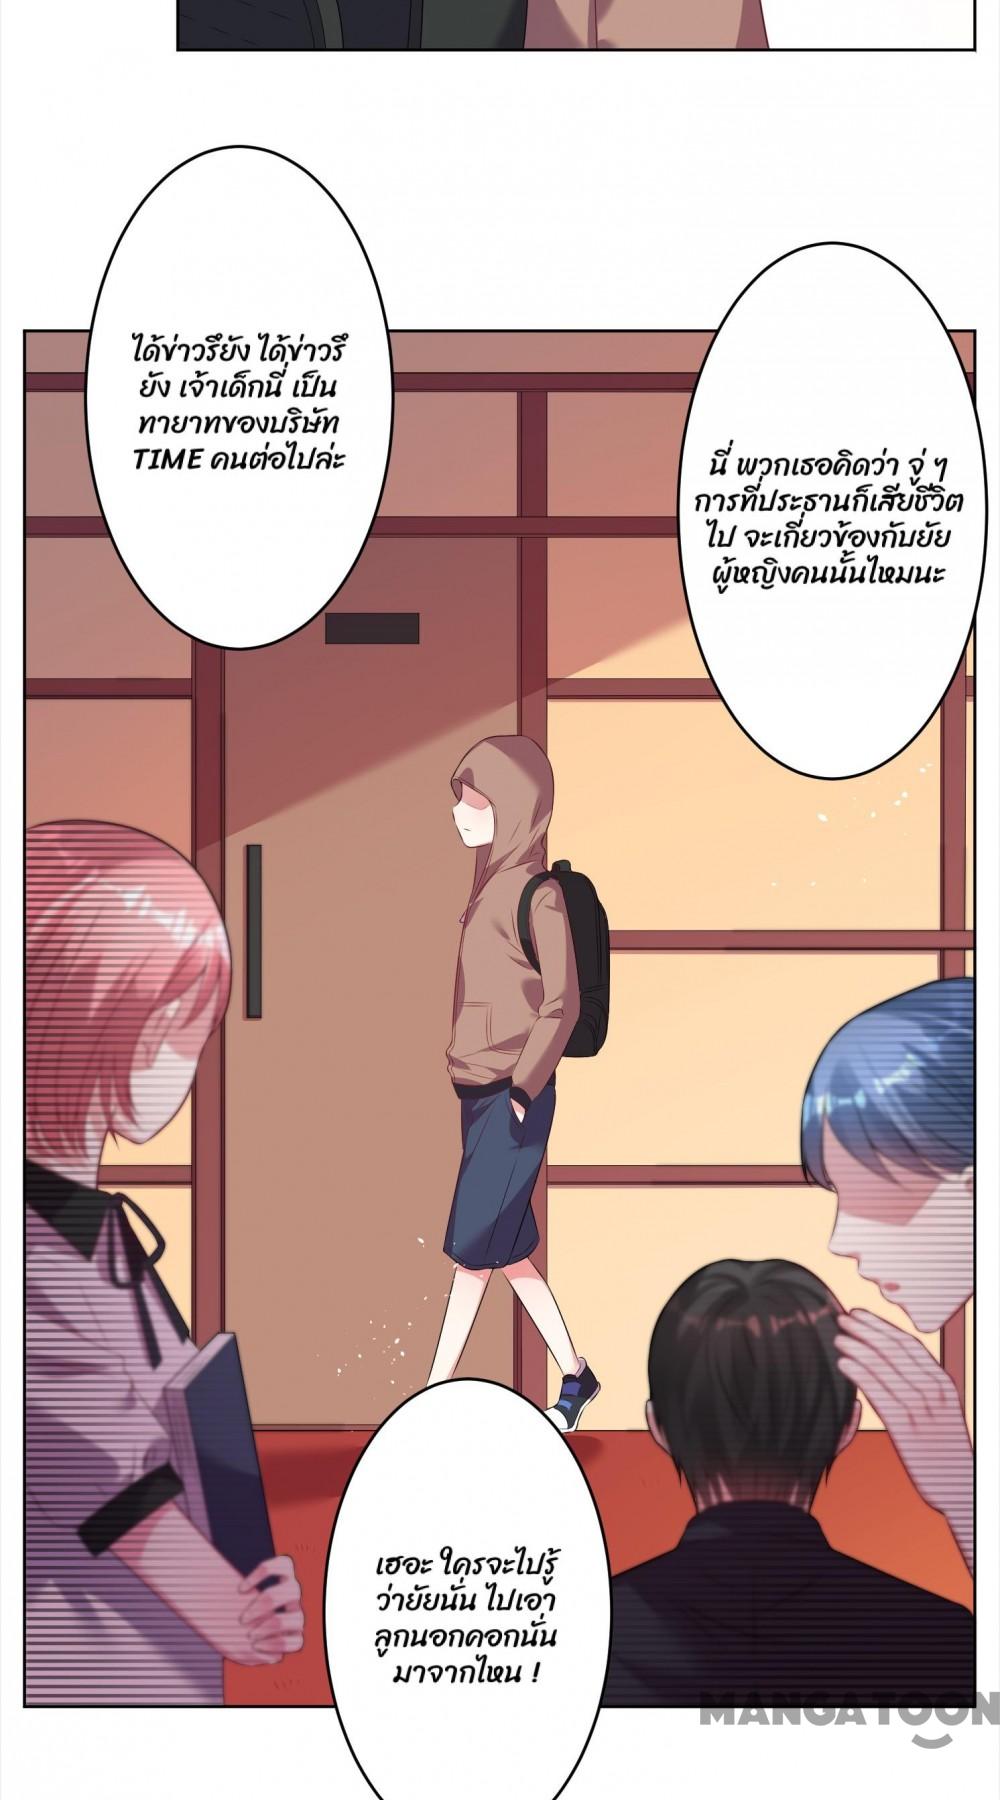 ได้ข่าวรึยัง ได้ข่าวรึ
ยัง เจ้าเด็กนี่ เป็น
ทายาทของบริษัท
TIME คนต่อไปล่ะ
นี่ พวกเธอคิดว่า จู่ ๆ
การที่ประธานก็เสียชีวิต
ไป จะเกี่ยวข้องกับยัย
ผู้หญิงคนนั้นไหมนะ
เฮอะ ใครจะไปรู้
ว่ายัยนั่น ไปเอา
ลูกนอกคอกนั่น
มาจากไหน !
MANGATOON